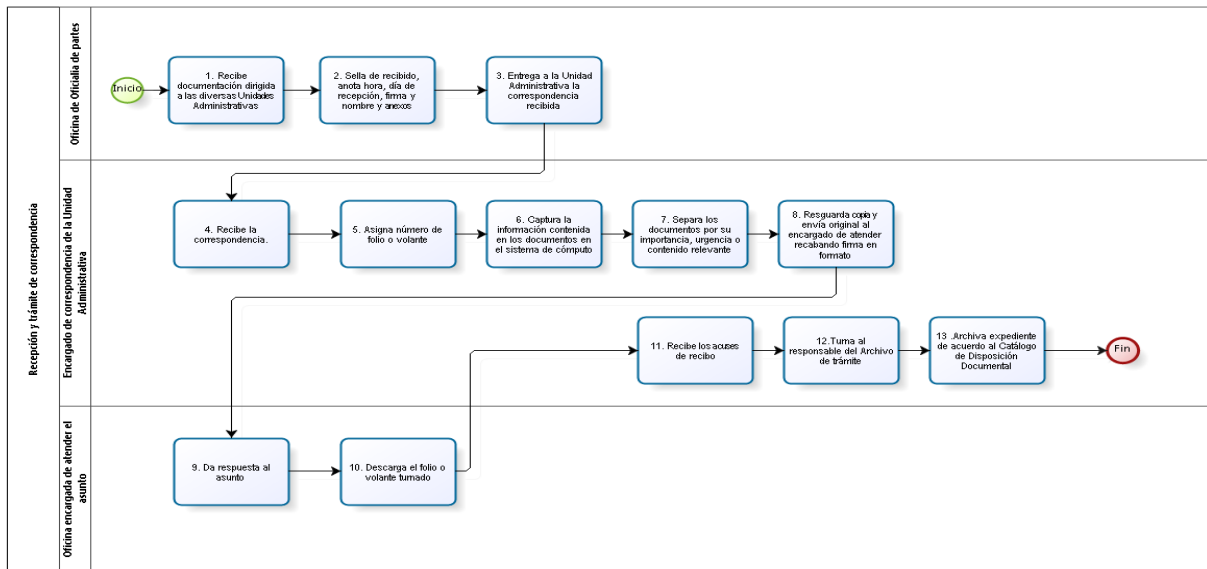 Recepción y trámite de correspondencia
Oficina de Oficialia de partes
Inicio
1. Recibe
documentación dirigida
a las diversas Unidades
Administrativas
2. Sella de recibido,
anota hora, día de
recepción, firma y
nombre y anexos
3. Entrega a la Unidad
Administrativa la
correspondencia
recibida
Encargado de correspondencia de la Unidad
Administrativa
4. Recibe la
correspondencia.
5. Asigna número de
folio o volante
6. Captura la
información contenida
en los documentos en
el sistema de cómputo
7. Separa los
documentos por su
importancia, urgencia o
contenido relevante
8. Resguarda copia y
envía original al
encargado de atender
recabando firma en
formato
11. Recibe los acuses
de recibo
12.Turna al
responsable del Archivo
de trámite
13 .Archiva expediente
de acuerdo al Catálogo
de Disposición
Documental
Fin
Oficina encargada de atender el
asunto
9. Da respuesta al
asunto
10. Descarga el folio o
volante turnado